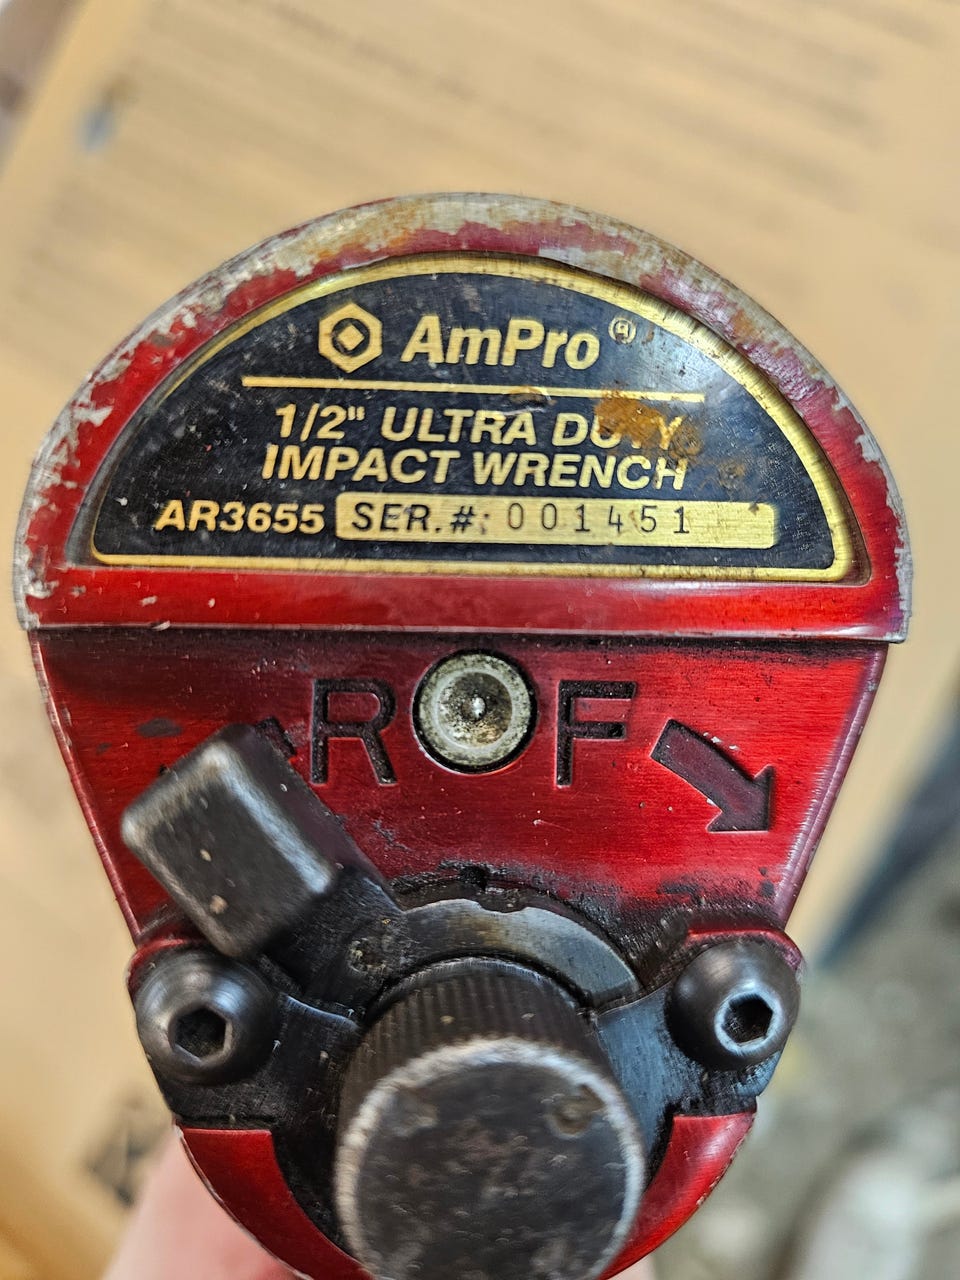 AmPro®
1/2" ULTRA DUTY
IMPACT WRENCH
AR3655 SER.#: 001451
R F